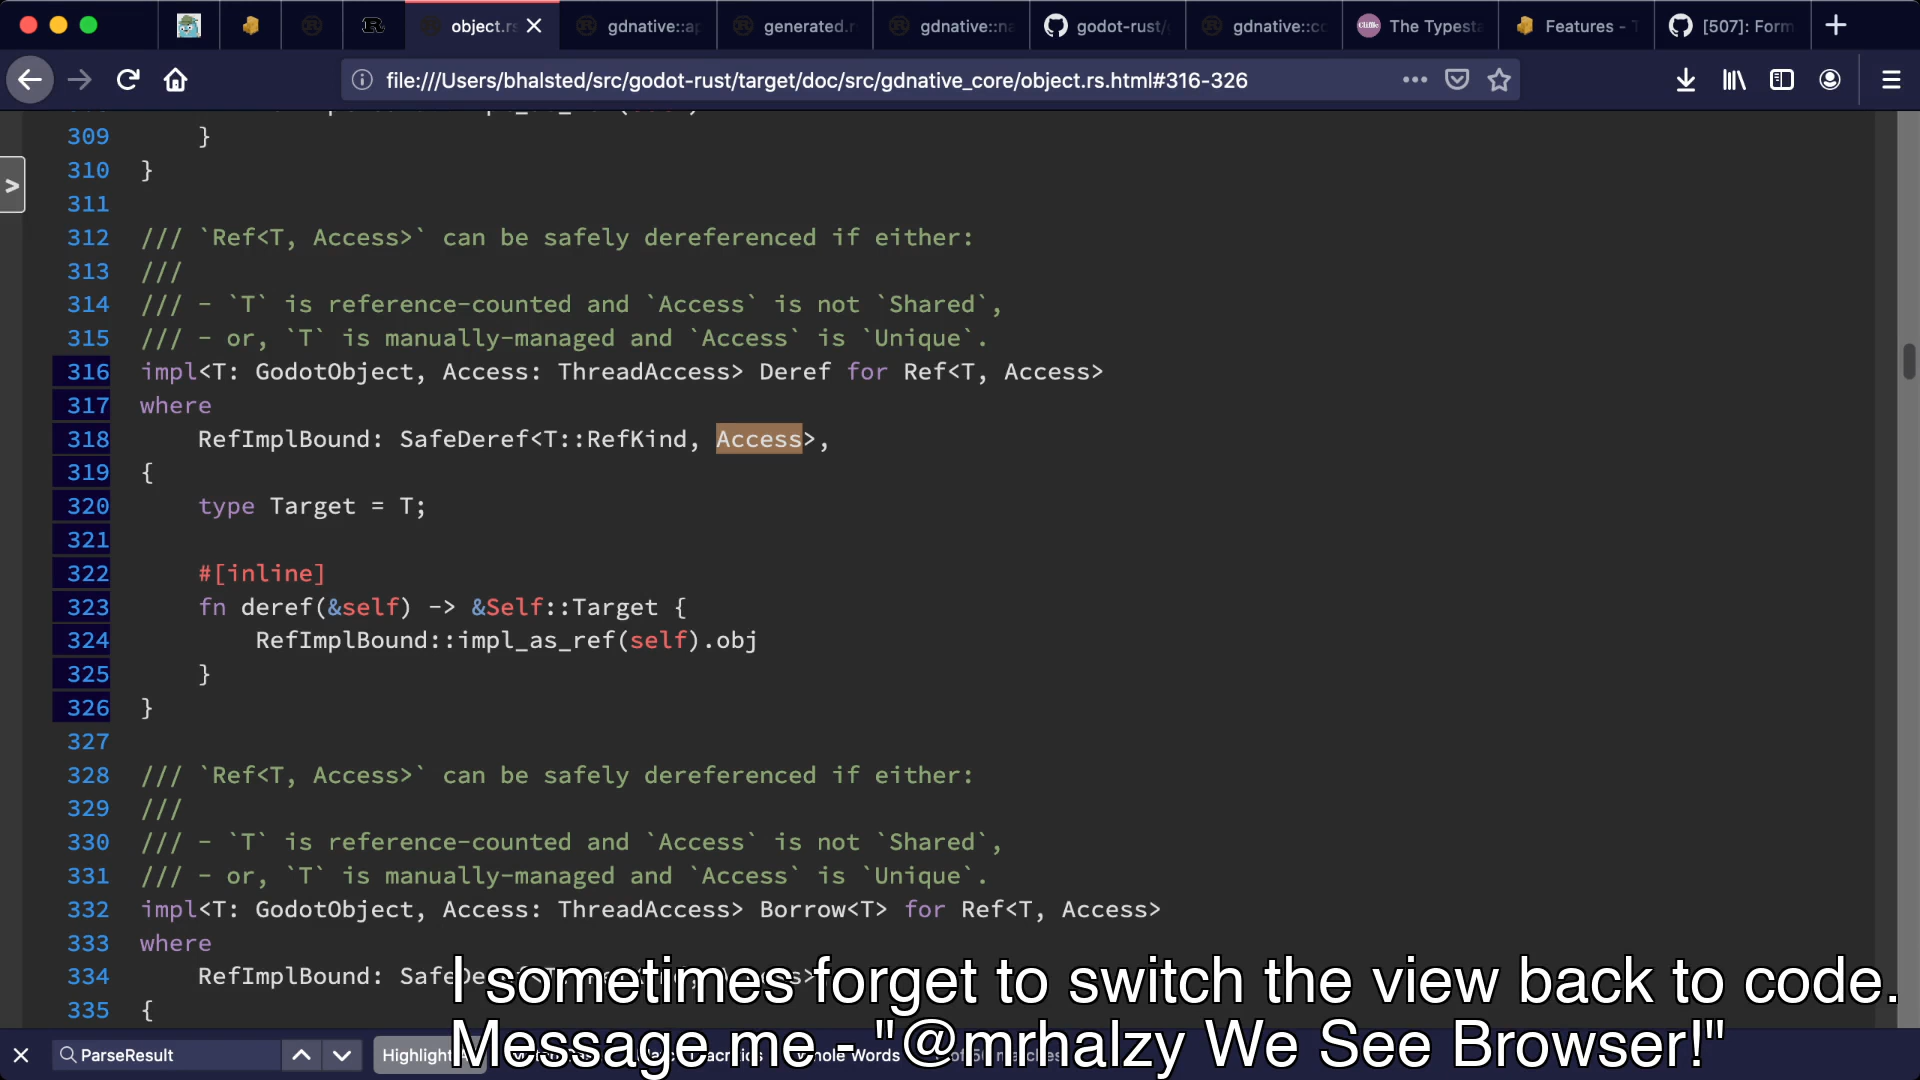 object.rs
gdnative::ap
generated.r
gdnative::na
godot-rust/
gdnative::co
The Typesta
Features - T
[507]: Form
file:///Users/bhalsted/src/godot-rust/target/doc/src/gdnative_core/object.rs.html#316-326
309 }
310 }
311
312 /// `Ref<T, Access>` can be safely dereferenced if either:
313 ///
314 /// - `T` is reference-counted and `Access` is not `Shared`,
315 /// - or, `T` is manually-managed and `Access` is `Unique`.
316 impl<T: GodotObject, Access: ThreadAccess> Deref for Ref<T, Access>
317 where
318 RefImplBound: SafeDeref<T::RefKind, Access>,
319 {
320 type Target = T;
321
322 #[inline]
323 fn deref(&self) -> &Self::Target {
324 RefImplBound::impl_as_ref(self).obj
325 }
326 }
327
328 /// `Ref<T, Access>` can be safely dereferenced if either:
329 ///
330 /// - `T` is reference-counted and `Access` is not `Shared`,
331 /// - or, `T` is manually-managed and `Access` is `Unique`.
332 impl<T: GodotObject, Access: ThreadAccess> Borrow<T> for Ref<T, Access>
333 where
334 RefImplBound:
335 {
I sometimes forget to switch the view back to code.
Message me - "@mrhalzy We See Browser!"
ParseResult
Highlight